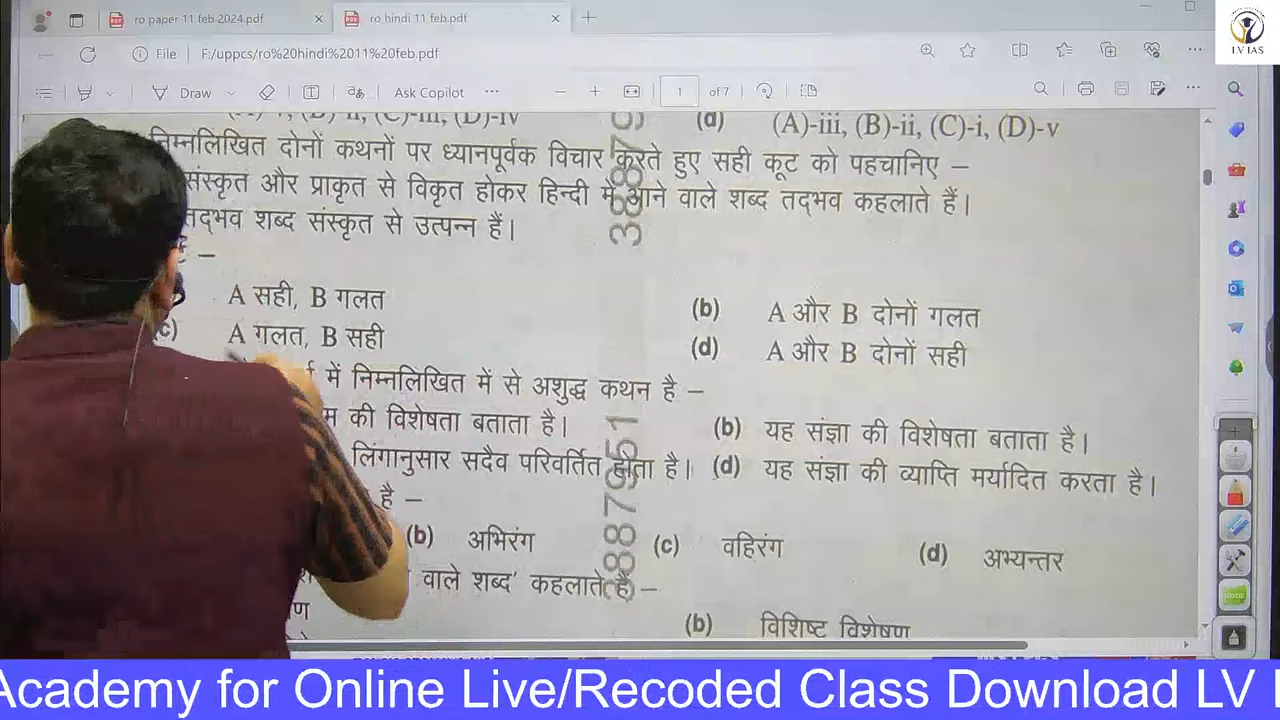 ro paper 11 feb 2024.pdf
ro hindi 11 feb.pdf
LV IAS
File F:/uppcs/ro%20hindi%2011%20feb.pdf
Draw
Ask Copilot
1 of 7
(d) (A)-iii, (B)-ii, (C)-i, (D)-v
निम्नलिखित दोनों कथनों पर ध्यानपूर्वक विचार करते हुए सही कूट को पहचानिए –
संस्कृत और प्राकृत से विकृत होकर हिन्दी में आने वाले शब्द तद्भव कहलाते हैं।
तद्भव शब्द संस्कृत से उत्पन्न हैं।
A सही, B गलत (b) A और B दोनों गलत
(c) A गलत, B सही (d) A और B दोनों सही
में निम्नलिखित में से अशुद्ध कथन है –
की विशेषता बताता है। (b) यह संज्ञा की विशेषता बताता है।
लिंगानुसार सदैव परिवर्तित होता है। (d) यह संज्ञा की व्याप्ति मर्यादित करता है।
है –
(b) अभिरंग (c) वहिरंग (d) अभ्यन्तर
वाले शब्द' कहलाते हैं –
(b) विशिष्ट विशेषण
3887951
Academy for Online Live/Recoded Class Download LV